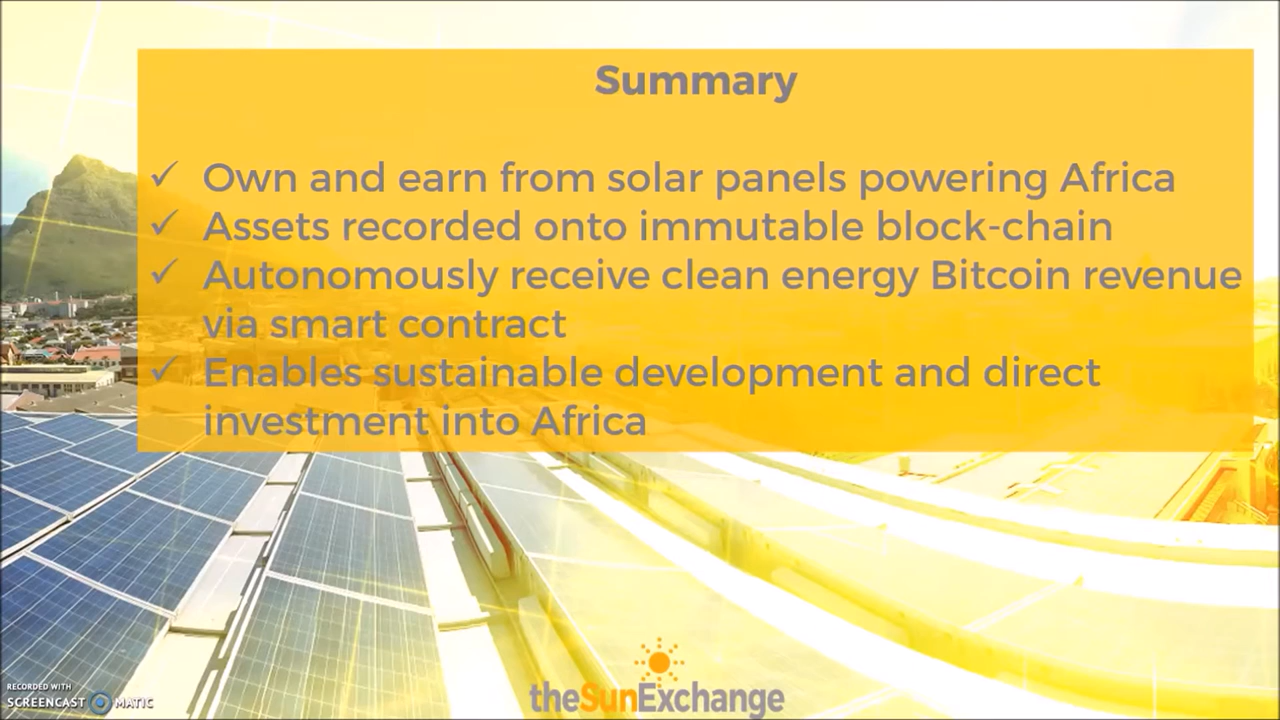 Summary
✓ Own and earn from solar panels powering Africa
✓ Assets recorded onto immutable block-chain
✓ Autonomously receive clean energy Bitcoin revenue
via smart contract
✓ Enables sustainable development and direct
investment into Africa
theSunExchange
RECORDED WITH
SCREENCAST MATIC